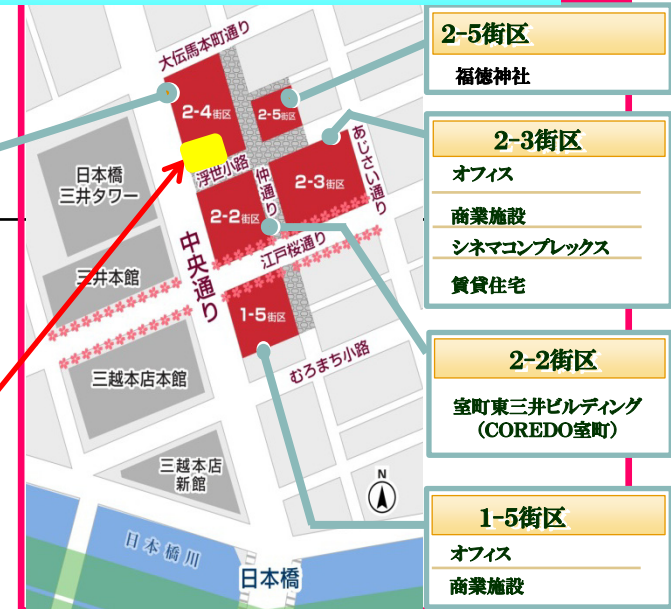 大伝馬本町通り
2-4街区
2-5街区
あじさい通り
浮世小路
仲通り
2-3街区
2-2街区
日本橋
三井タワー
中央通り
江戸桜通り
三井本館
1-5街区
むろまち小路
三越本店本館
三越本店
新館
N
日本橋川
日本橋
2-5街区
福徳神社
2-3街区
オフィス
商業施設
シネマコンプレックス
賃貸住宅
2-2街区
室町東三井ビルディング
（COREDO室町）
1-5街区
オフィス
商業施設